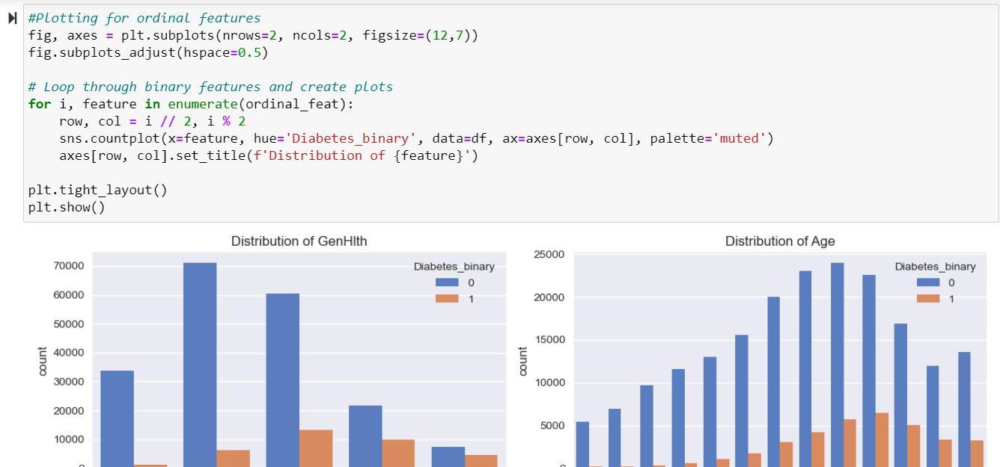 #Plotting for ordinal features
fig, axes = plt.subplots(nrows=2, ncols=2, figsize=(12,7))
fig.subplots_adjust(hspace=0.5)
# Loop through binary features and create plots
for i, feature in enumerate(ordinal_feat):
    row, col = i // 2, i % 2
    sns.countplot(x=feature, hue='Diabetes_binary', data=df, ax=axes[row, col], palette='muted')
    axes[row, col].set_title(f'Distribution of {feature}')
plt.tight_layout()
plt.show()
Distribution of GenHlth
70000
60000
50000
40000
30000
20000
10000
count
Diabetes_binary
0
1
Distribution of Age
25000
20000
15000
10000
5000
count
Diabetes_binary
0
1